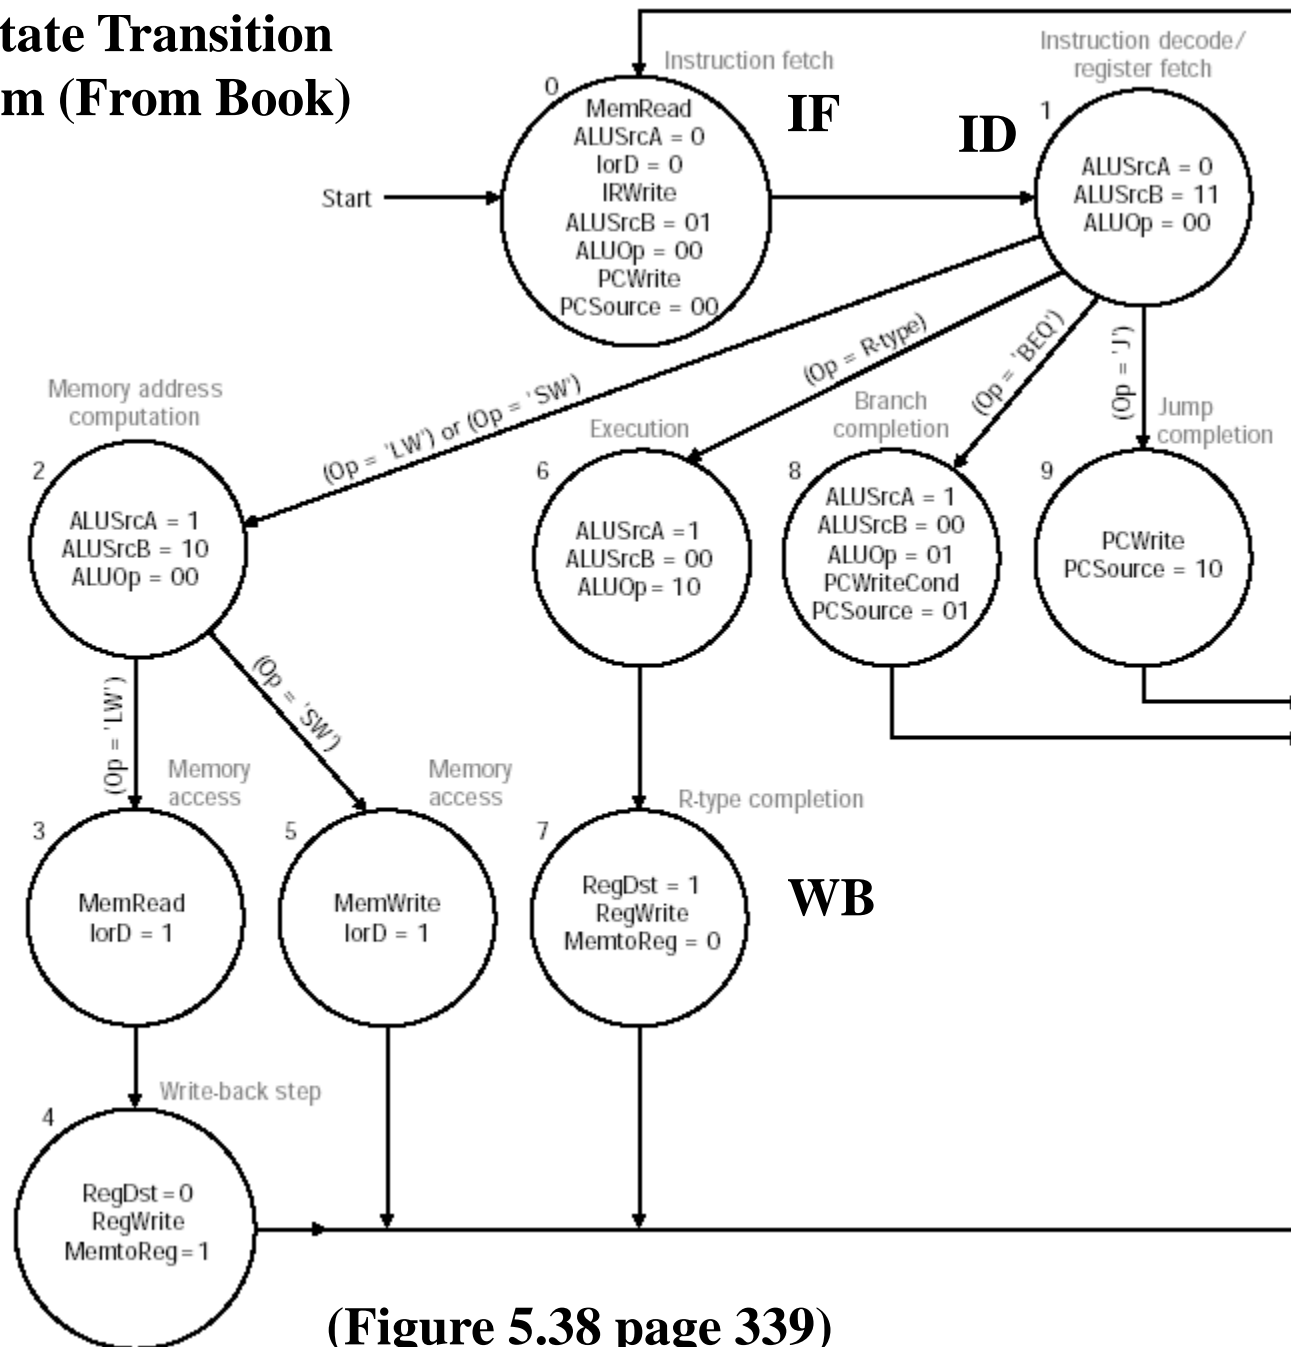 tate Transition
m (From Book)
Instruction fetch
0
MemRead
ALUSrcA = 0
IorD = 0
IRWrite
ALUSrcB = 01
ALUOp = 00
PCWrite
PCSource = 00
IF
ID
Instruction decode/
register fetch
1
ALUSrcA = 0
ALUSrcB = 11
ALUOp = 00
Start
(Op = 'LW') or (Op = 'SW')
(Op = R-type)
(Op = 'BEQ')
(Op = 'J')
Memory address
computation
2
ALUSrcA = 1
ALUSrcB = 10
ALUOp = 00
Execution
6
ALUSrcA =1
ALUSrcB = 00
ALUOp= 10
Branch
completion
8
ALUSrcA = 1
ALUSrcB = 00
ALUOp = 01
PCWriteCond
PCSource = 01
Jump
completion
9
PCWrite
PCSource = 10
(Op = 'LW')
(Op = 'SW')
Memory
access
3
MemRead
IorD = 1
Memory
access
5
MemWrite
IorD = 1
R-type completion
7
RegDst = 1
RegWrite
MemtoReg = 0
WB
Write-back step
4
RegDst=0
RegWrite
MemtoReg=1
(Figure 5.38 page 339)